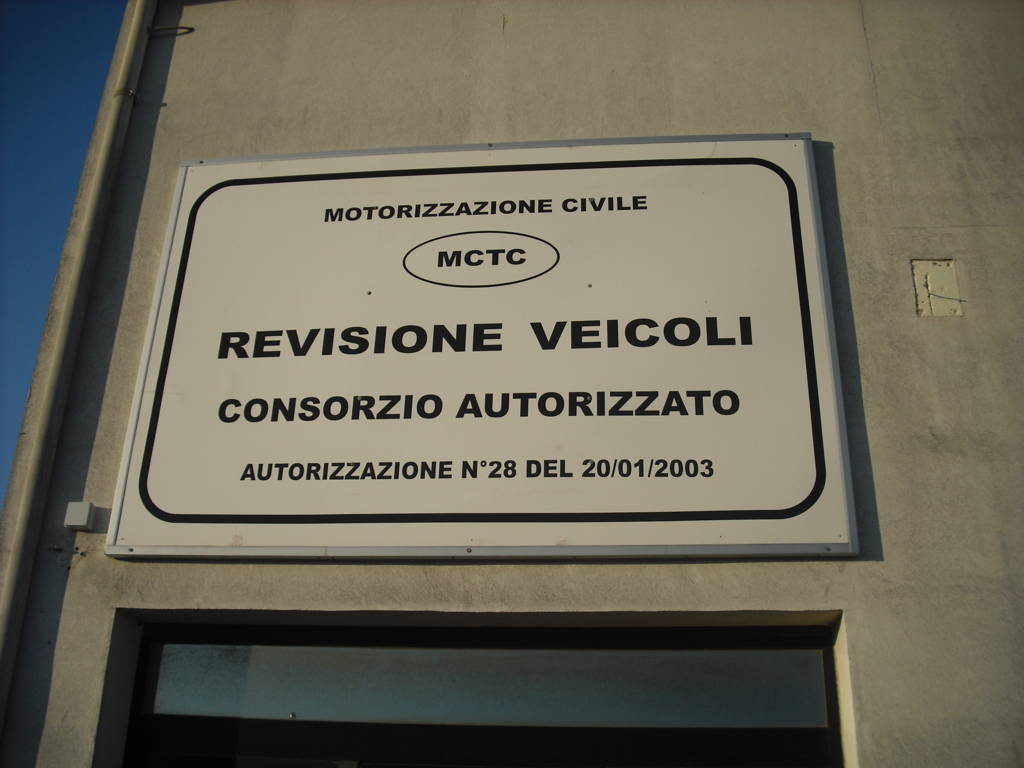 MOTORIZZAZIONE CIVILE
MCTC
REVISIONE VEICOLI
CONSORZIO AUTORIZZATO
AUTORIZZAZIONE N°28 DEL 20/01/2003